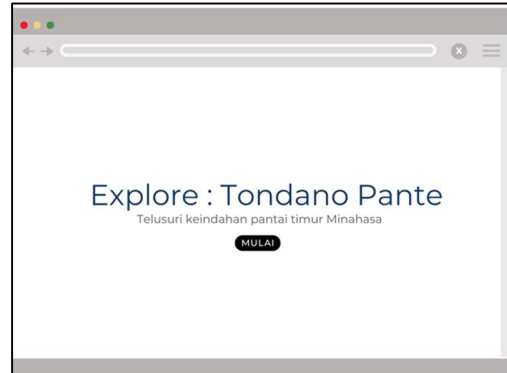 Explore : Tondano Pante
Telusuri keindahan pantai timur Minahasa
MULAI